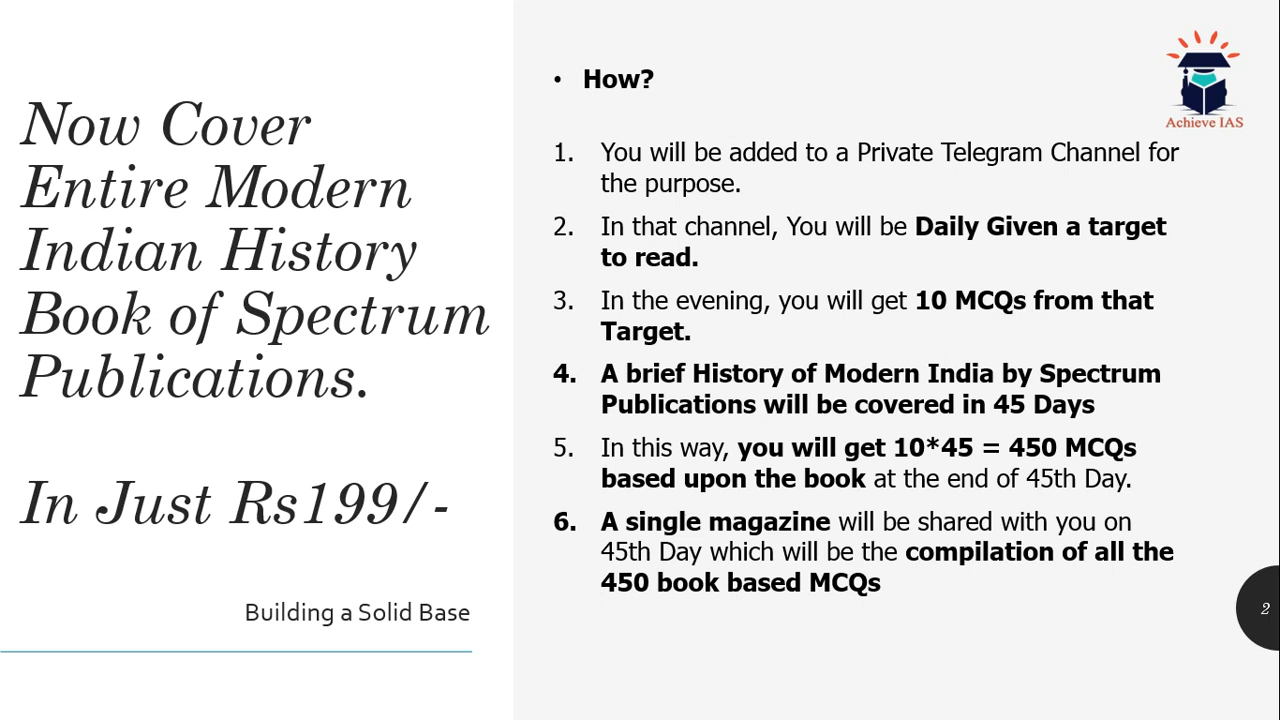 Now Cover
Entire Modern
Indian History
Book of Spectrum
Publications.
In Just Rs199/-
Building a Solid Base
Achieve IAS
• How?
1. You will be added to a Private Telegram Channel for
the purpose.
2. In that channel, You will be Daily Given a target
to read.
3. In the evening, you will get 10 MCQs from that
Target.
4. A brief History of Modern India by Spectrum
Publications will be covered in 45 Days
5. In this way, you will get 10*45 = 450 MCQs
based upon the book at the end of 45th Day.
6. A single magazine will be shared with you on
45th Day which will be the compilation of all the
450 book based MCQs
2